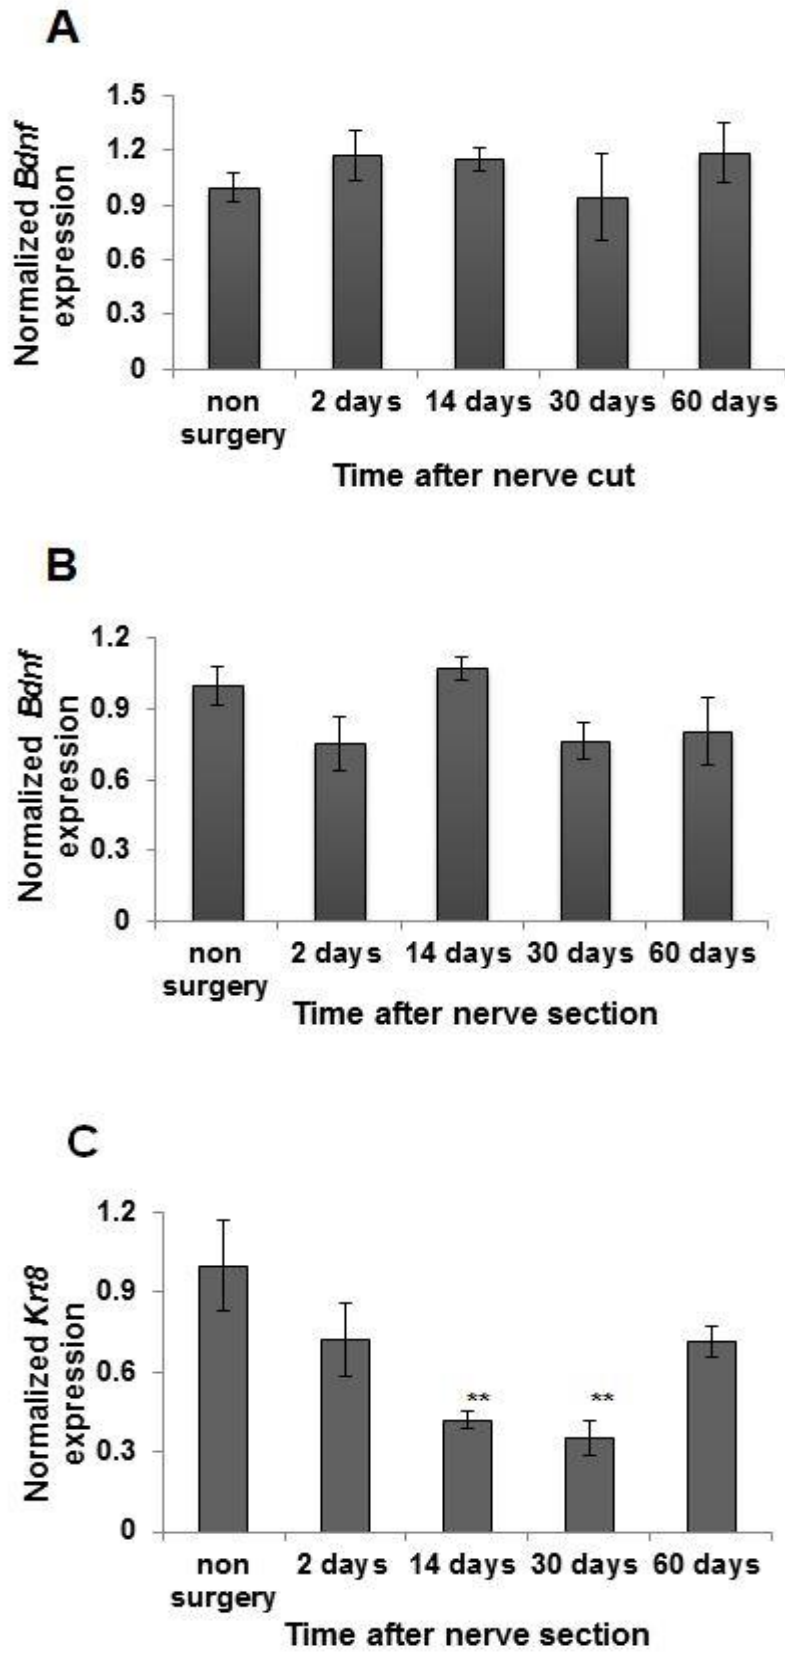 A
Normalized Bdnf
expression
1.5
1.2
0.9
0.6
0.3
0
non
surgery
2 days
14 days
30 days
60 days
Time after nerve cut
B
Normalized Bdnf
expression
1.2
0.9
0.6
0.3
0
non
surgery
2 days
14 days
30 days
60 days
Time after nerve section
C
Normalized Krt8
expression
1.2
0.9
0.6
0.3
0
**
**
non
surgery
2 days
14 days
30 days
60 days
Time after nerve section